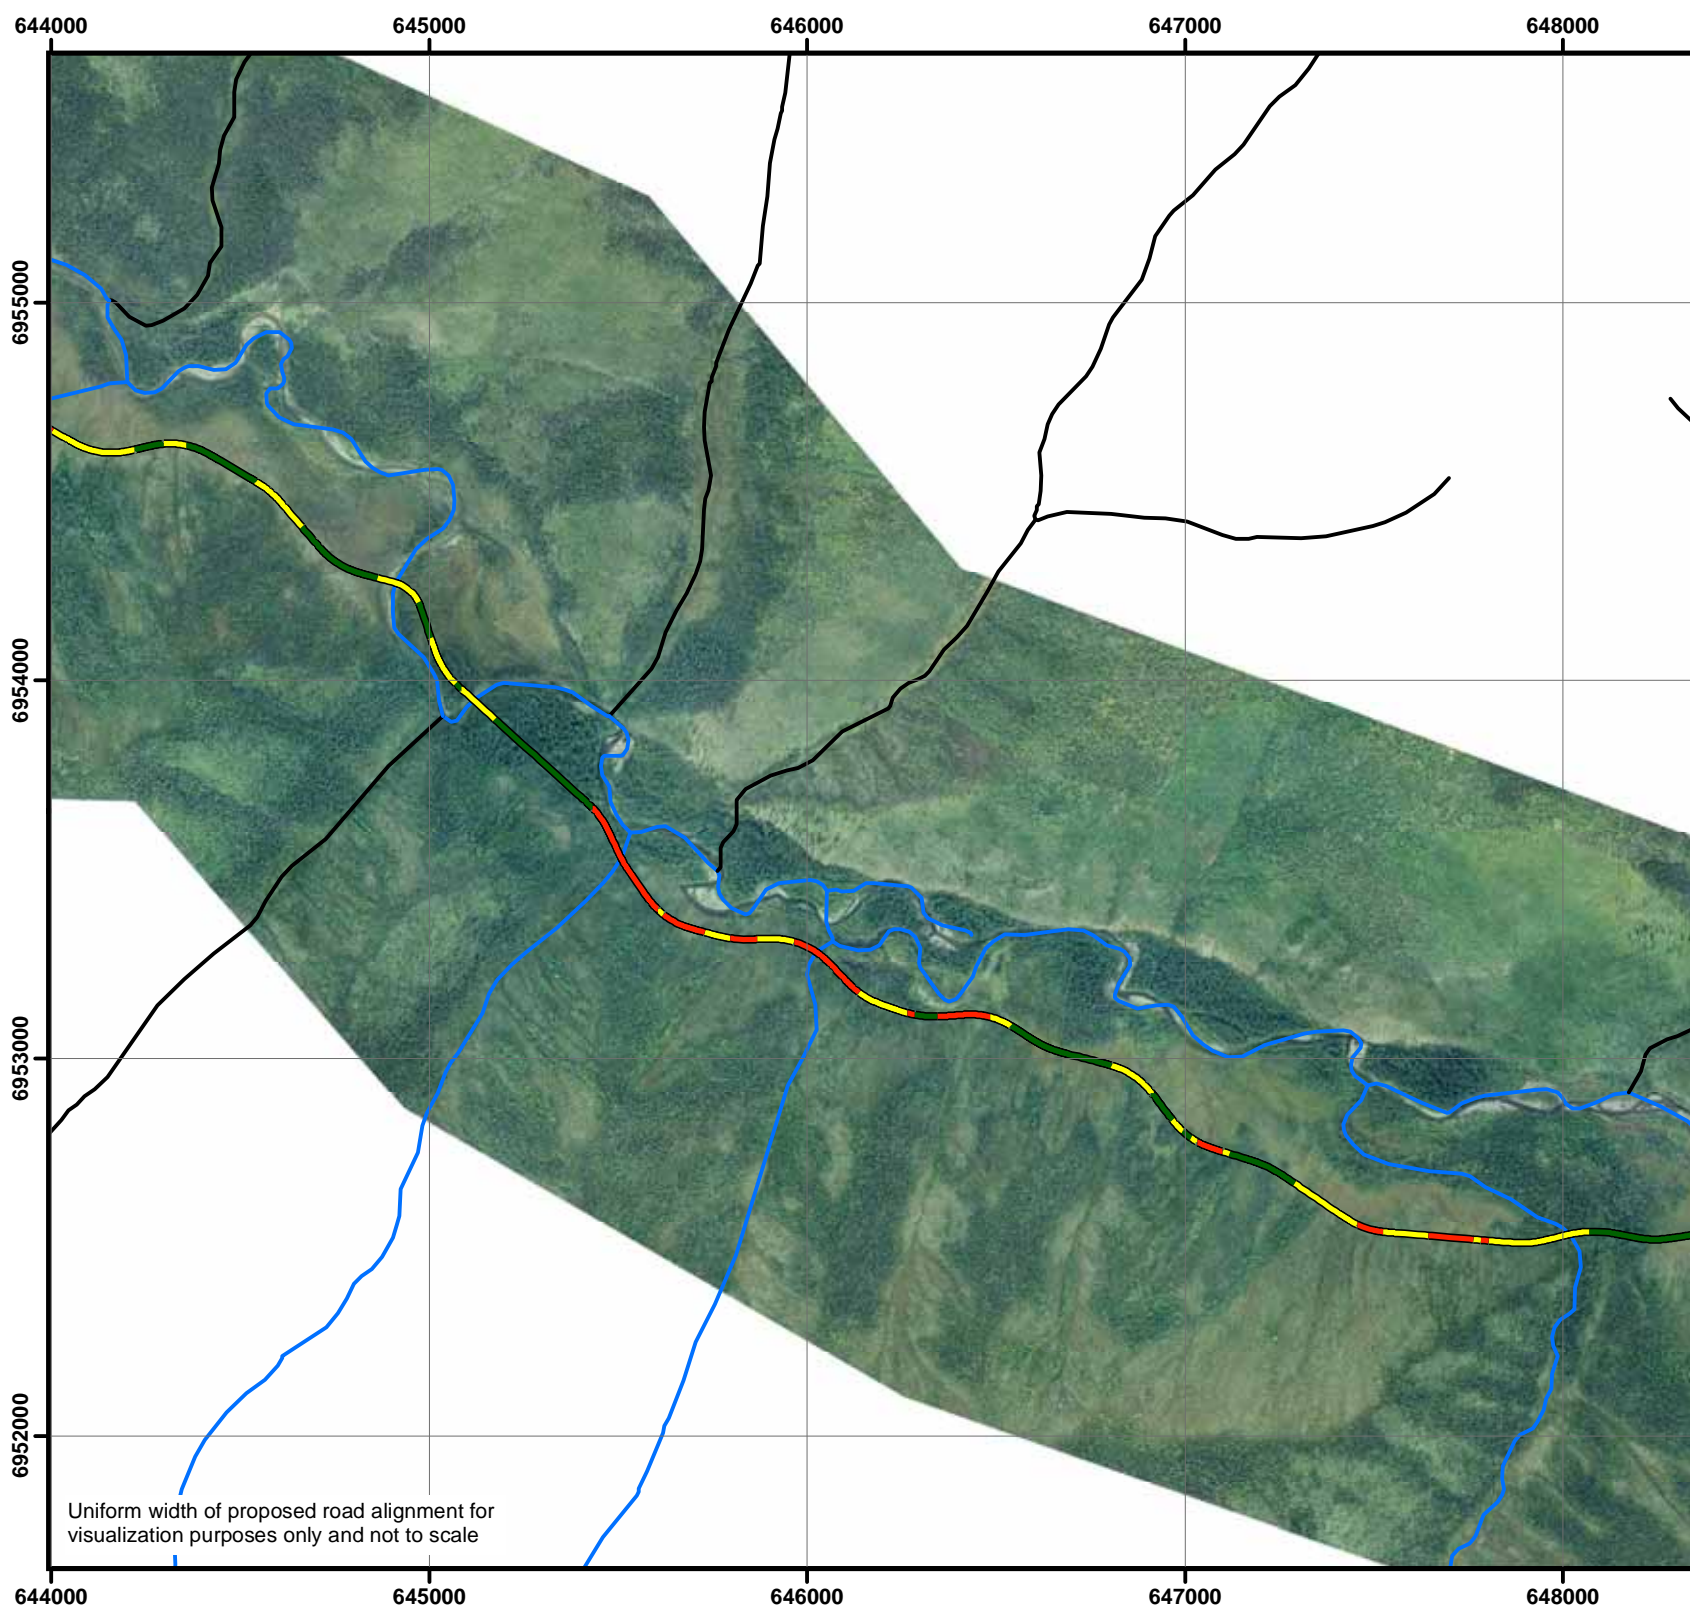 644000 645000 646000 647000 648000
6955000
6954000
6953000
6952000
Uniform width of proposed road alignment for
visualization purposes only and not to scale
644000 645000 646000 647000 648000